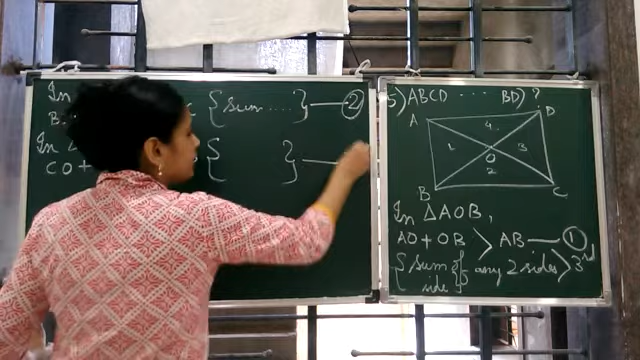 In
B
{ Sum .... } — ②
In
CO +
{ }—
5) ABCD ... BD) ?
A
D
4
1
3
O
2
B
C
In △AOB,
AO + OB > AB — ①
{Sum of any 2 sides > 3rd
side}